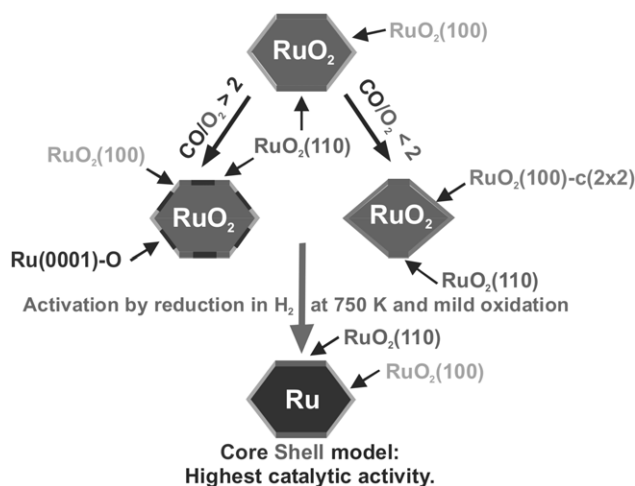 RuO2
RuO2(100)
CO/O2 > 2
CO/O2 < 2
RuO2(110)
RuO2(100)
RuO2(100)-c(2x2)
RuO2
RuO2
Ru(0001)-O
RuO2(110)
Activation by reduction in H2 at 750 K and mild oxidation
RuO2(110)
RuO2(100)
Ru
Core Shell model:
Highest catalytic activity.